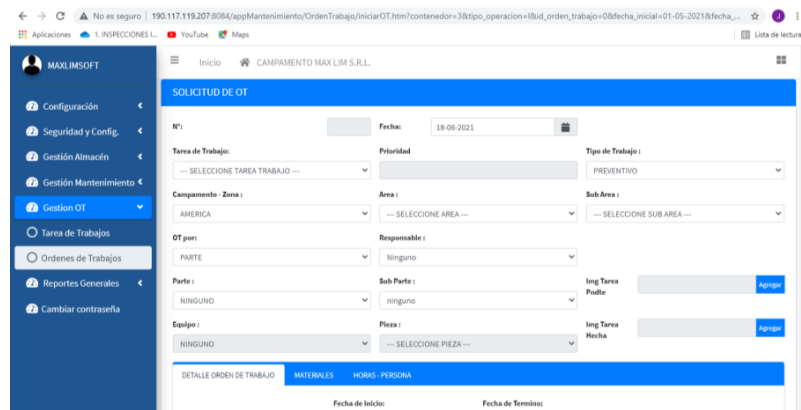 No es seguro | 190.117.119.207:8084/appMantenimiento/OrdenTrabajo/iniciarOT.htm?contenedor=3&tipo_operacion=I&id_orden_trabajo=0&fecha_inicial=01-05-2021&fecha_...
J
Aplicaciones 1. INSPECCIONES I... YouTube Maps Lista de lectura
MAXLIMSOFT
Inicio CAMPAMENTO MAX LIM S.R.L.
SOLICITUD DE OT
Configuración
Seguridad y Config.
Gestión Almacén
Gestión Mantenimiento
Gestion OT
Tarea de Trabajos
Ordenes de Trabajos
Reportes Generales
Cambiar contraseña
N°: Fecha: 18-06-2021
Tarea de Trabajo: Prioridad Tipo de Trabajo :
--- SELECCIONE TAREA TRABAJO --- PREVENTIVO
Campamento - Zona : Area : Sub Area :
AMERICA --- SELECCIONE AREA --- --- SELECCIONE SUB AREA ---
OT por: Responsable :
PARTE Ninguno
Parte : Sub Parte : Img Tarea Pndte Agregar
NINGUNO ninguno
Equipo : Pieza : Img Tarea Hecha Agregar
NINGUNO --- SELECCIONE PIEZA ---
DETALLE ORDEN DE TRABAJO MATERIALES HORAS - PERSONA
Fecha de Inicio: Fecha de Termino: